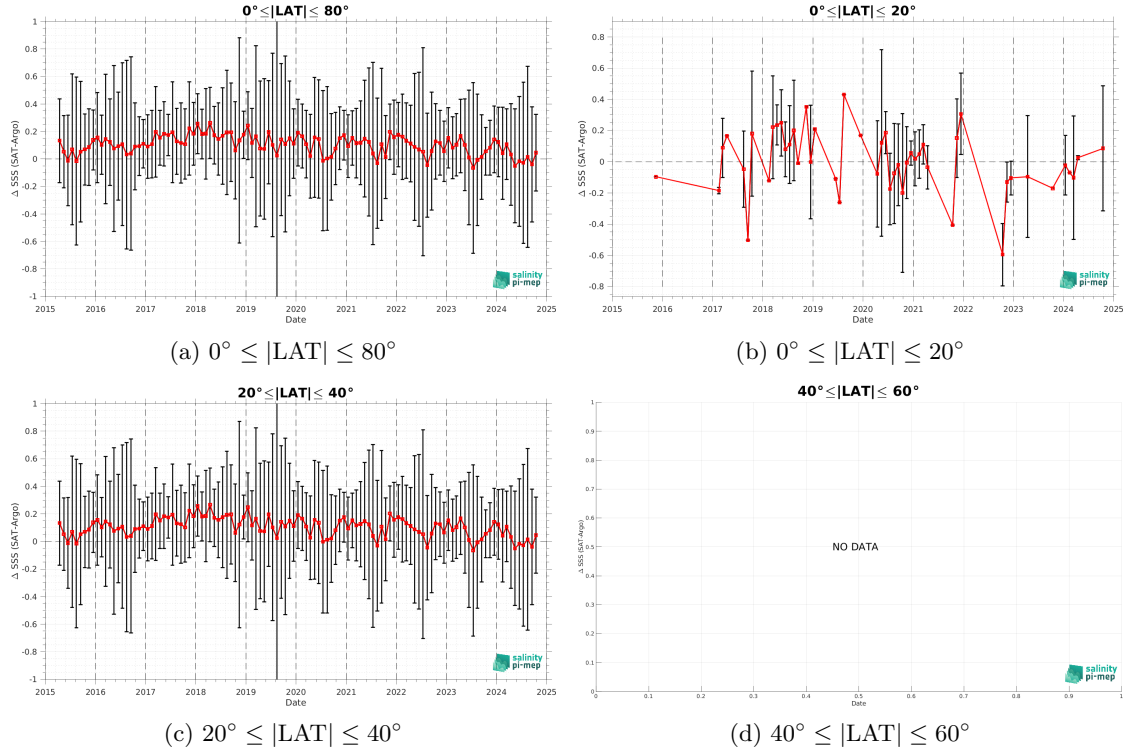 0°≤|LAT|≤ 80°
Δ SSS (SAT-Argo)
1
0.8
0.6
0.4
0.2
0
-0.2
-0.4
-0.6
-0.8
-1
2015 2016 2017 2018 2019 2020 2021 2022 2023 2024 2025
Date
salinity
pi-mep
(a) 0° ≤ |LAT| ≤ 80°
0°≤|LAT|≤ 20°
Δ SSS (SAT-Argo)
0.8
0.6
0.4
0.2
0
-0.2
-0.4
-0.6
-0.8
2015 2016 2017 2018 2019 2020 2021 2022 2023 2024 2025
Date
salinity
pi-mep
(b) 0° ≤ |LAT| ≤ 20°
20°≤|LAT|≤ 40°
Δ SSS (SAT-Argo)
1
0.8
0.6
0.4
0.2
0
-0.2
-0.4
-0.6
-0.8
-1
2015 2016 2017 2018 2019 2020 2021 2022 2023 2024 2025
Date
salinity
pi-mep
(c) 20° ≤ |LAT| ≤ 40°
40°≤|LAT|≤ 60°
Δ SSS (SAT-Argo)
1
0.9
0.8
0.7
0.6
0.5
0.4
0.3
0.2
0.1
0
NO DATA
0 0.1 0.2 0.3 0.4 0.5 0.6 0.7 0.8 0.9 1
Date
salinity
pi-mep
(d) 40° ≤ |LAT| ≤ 60°